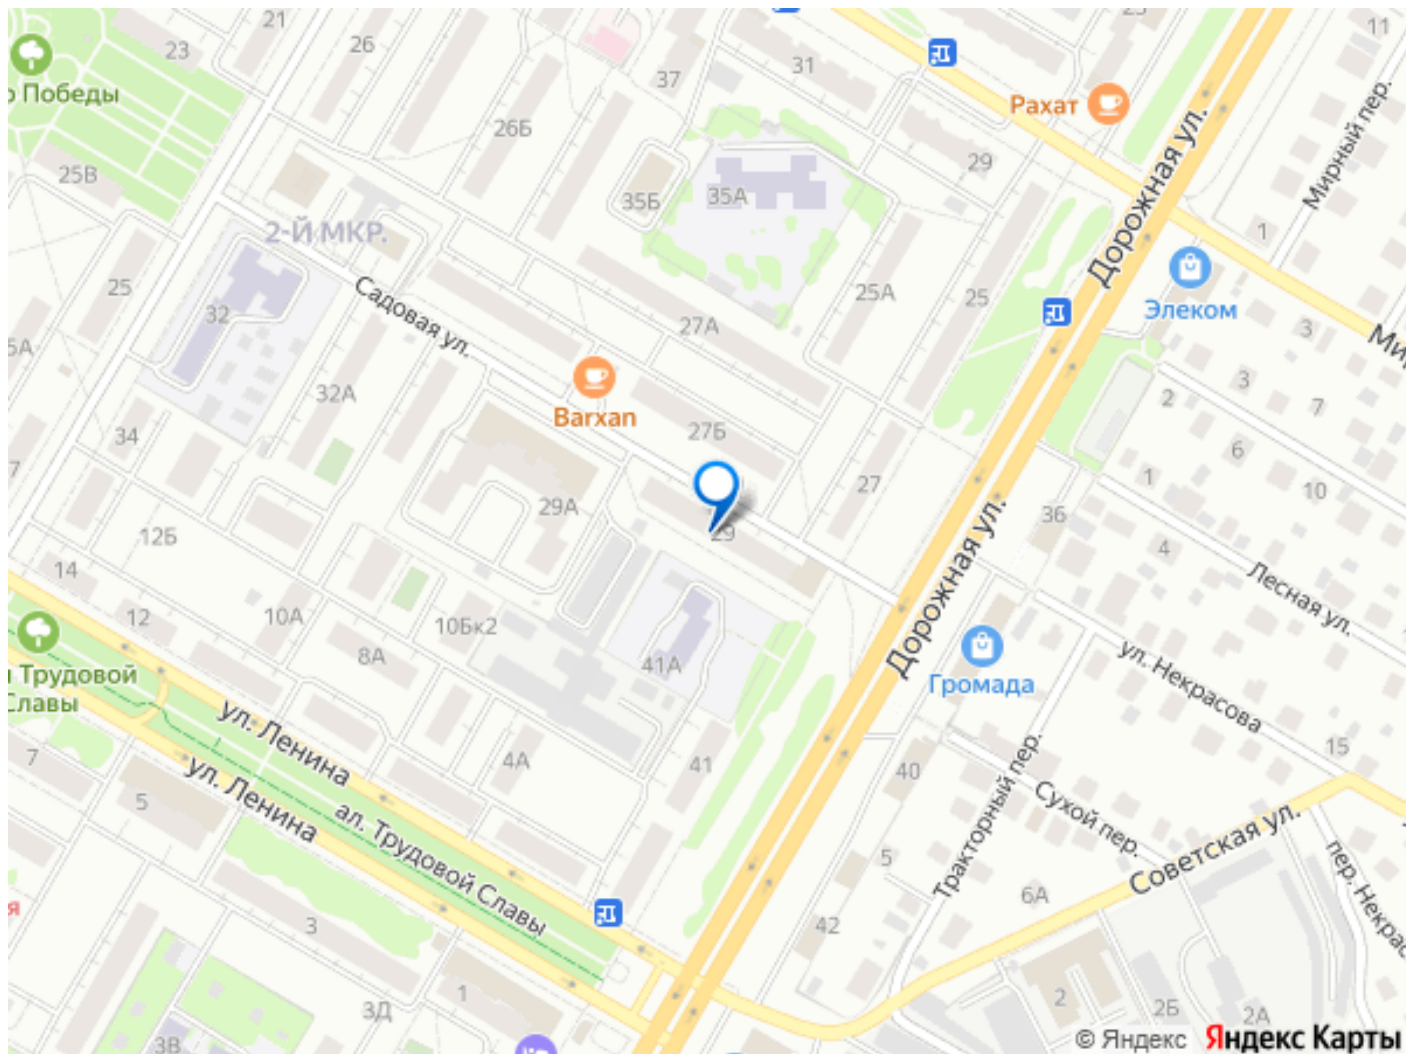 21
23
26
37
31
23
11
о Победы
26Б
Рахат
29
Мирный пер.
25В
35Б
35А
Дорожная ул.
1
2-Й МКР.
25
32
Садовая ул.
27А
25А
25
Элеком
3
5А
32А
Barxan
3
7
2
34
27Б
6
29А
27
1
10
36
29
12Б
4
14
Дорожная ул.
Лесная ул.
12
10А
10Бк2
8А
41А
Громада
ул. Некрасова
Трудовой
Славы
ул. Ленина
7
4А
41
15
40
5
ул. Ленина
ал. Трудовой Славы
Тракторный пер.
Сухой пер.
Советская ул.
5
6А
пер. Некрас
3
42
1
3Д
2
2Б
2А
3В
© Яндекс Яндекс Карты